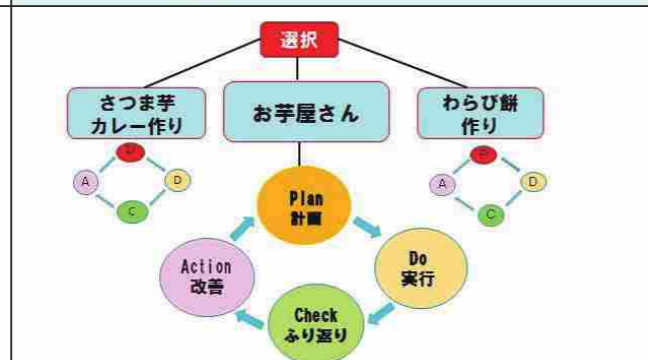 選択
さつま芋
カレー作り
お芋屋さん
わらび餅
作り
P
A
D
C
P
A
D
C
Plan
計画
Do
実行
Check
ふり返り
Action
改善